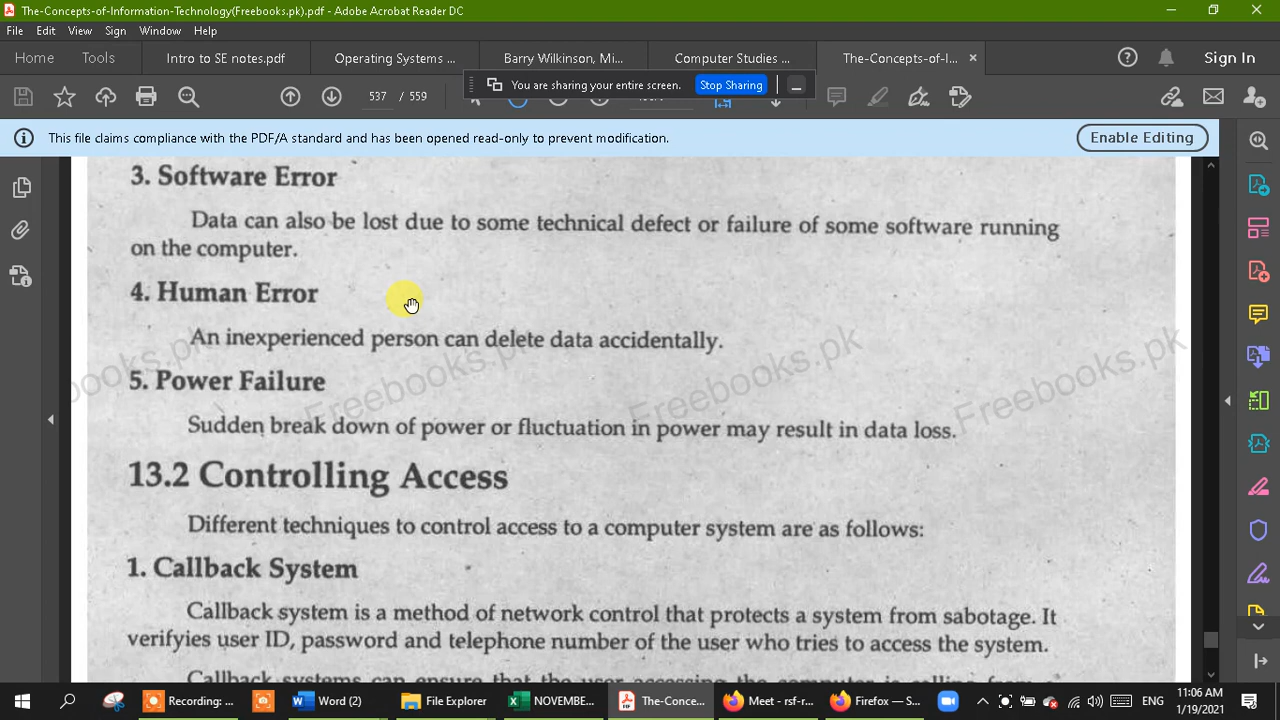 The-Concepts-of-Information-Technology(Freebooks.pk).pdf - Adobe Acrobat Reader DC
File Edit View Sign Window Help
Home Tools Intro to SE notes.pdf Operating Systems ... Barry Wilkinson, Mi... Computer Studies ... The-Concepts-of-I... Sign In
You are sharing your entire screen. Stop Sharing
537 / 559
This file claims compliance with the PDF/A standard and has been opened read-only to prevent modification. Enable Editing
3. Software Error
Data can also be lost due to some technical defect or failure of some software running
on the computer.
4. Human Error
An inexperienced person can delete data accidentally.
5. Power Failure
Sudden break down of power or fluctuation in power may result in data loss.
13.2 Controlling Access
Different techniques to control access to a computer system are as follows:
1. Callback System
Callback system is a method of network control that protects a system from sabotage. It
verifyies user ID, password and telephone number of the user who tries to access the system.
Callback systems can ensure that the user accessing the computer is calling from a
ooks.pk Freebooks.pk Freebooks.pk Freebooks.pk
Recording: ... Word (2) File Explorer NOVEMBE... The-Conce... Meet - rsf-r... Firefox — S... ENG 11:06 AM
1/19/2021